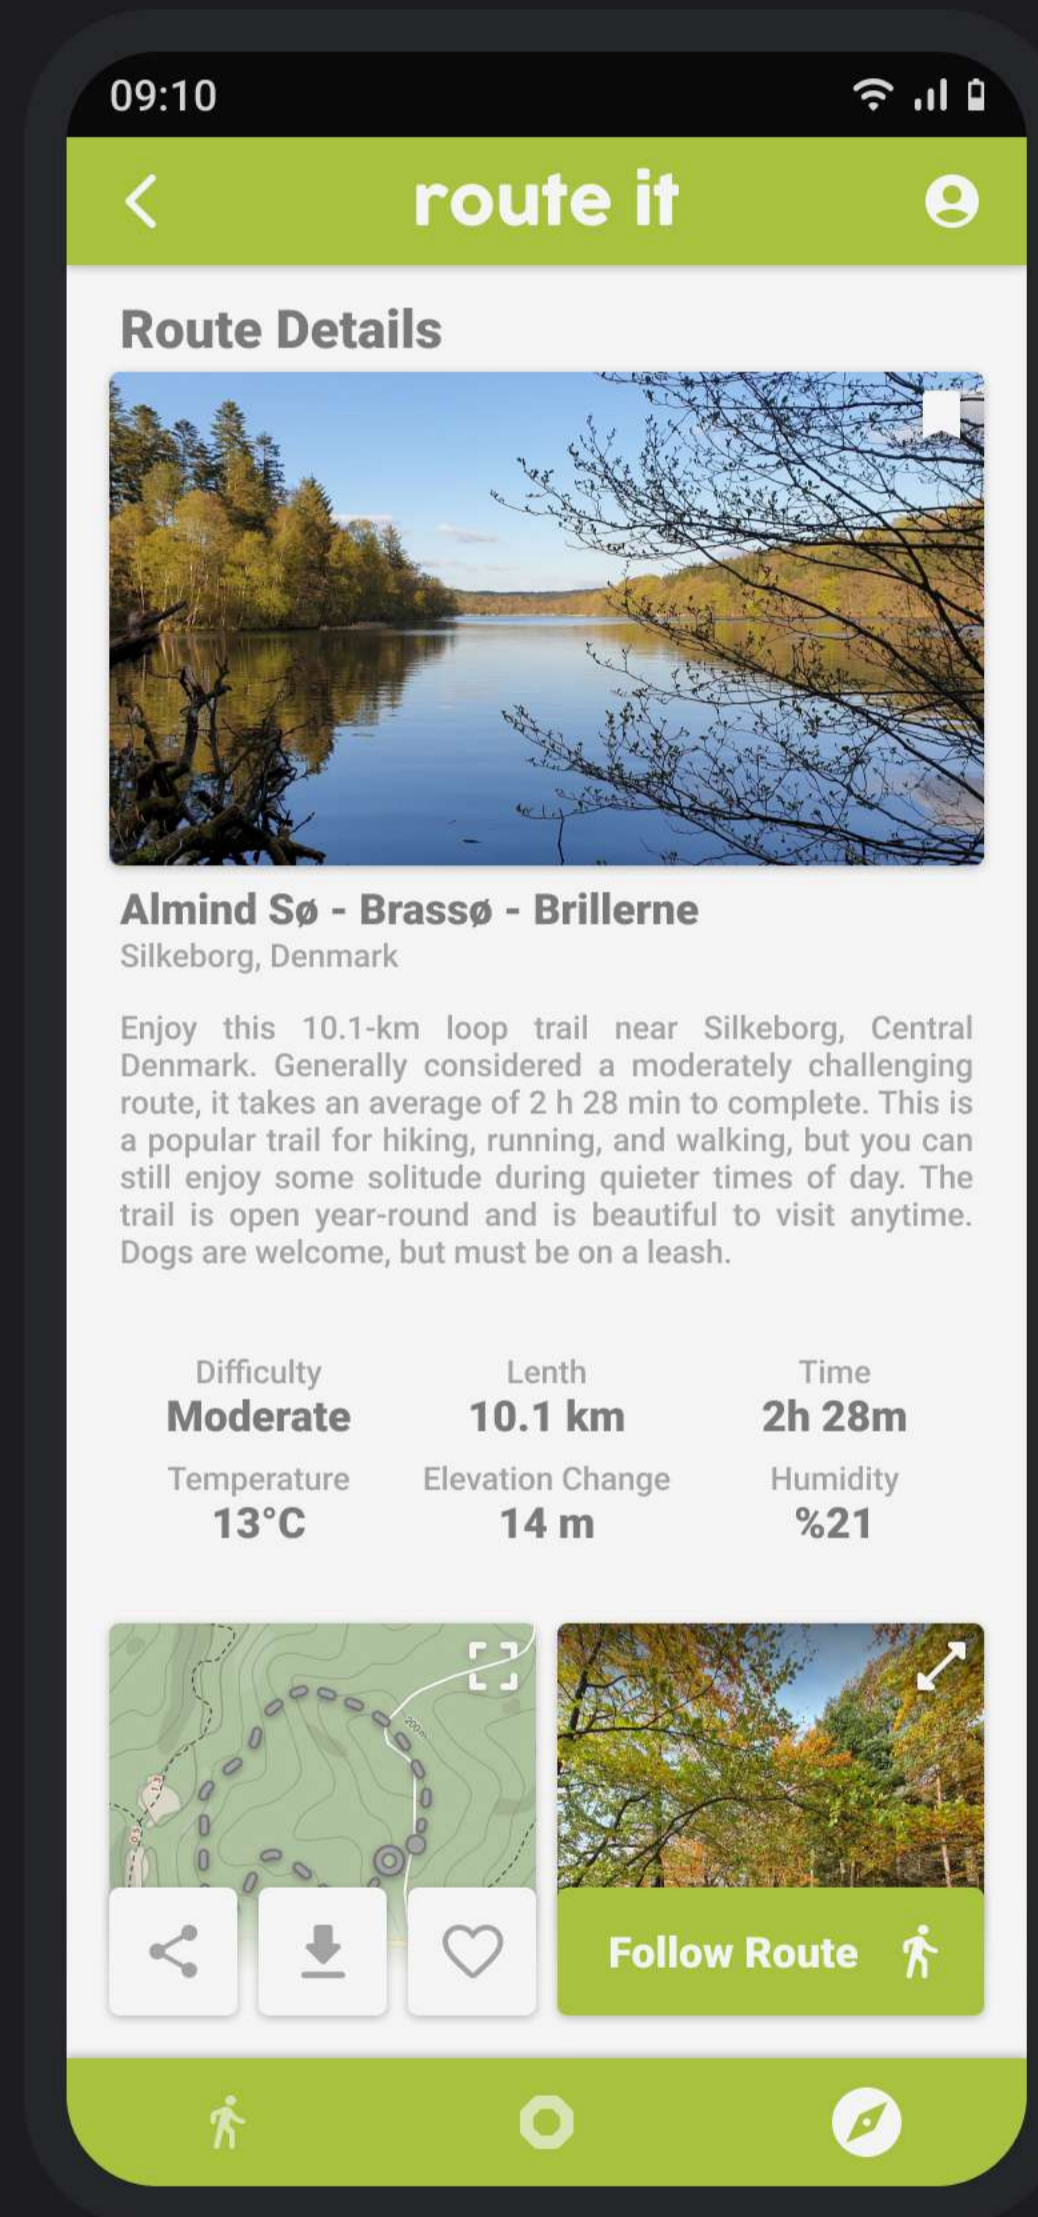 09:10
route it
Route Details
Almind Sø - Brassø - Brillerne
Silkeborg, Denmark
Enjoy this 10.1-km loop trail near Silkeborg, Central
Denmark. Generally considered a moderately challenging
route, it takes an average of 2 h 28 min to complete. This is
a popular trail for hiking, running, and walking, but you can
still enjoy some solitude during quieter times of day. The
trail is open year-round and is beautiful to visit anytime.
Dogs are welcome, but must be on a leash.
Difficulty Lenth Time
Moderate 10.1 km 2h 28m
Temperature Elevation Change Humidity
13°C 14 m %21
200 m
Follow Route